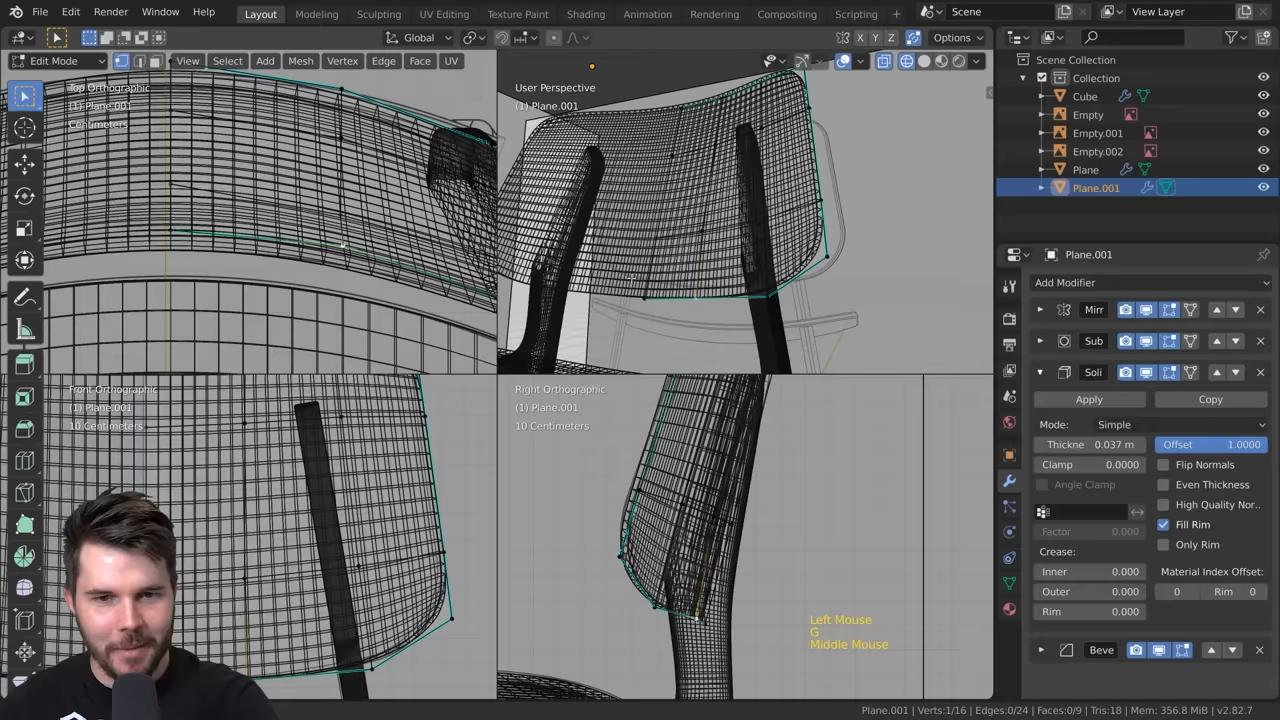 File Edit Render Window Help
Layout Modeling Sculpting UV Editing Texture Paint Shading Animation Rendering Compositing Scripting +
Scene
View Layer
Global
X Y Z
Options
Edit Mode
View Select Add Mesh Vertex Edge Face UV
Top Orthographic
(1) Plane.001
Centimeters
User Perspective
(1) Plane.001
Front Orthographic
(1) Plane.001
10 Centimeters
Right Orthographic
(1) Plane.001
10 Centimeters
Left Mouse
G
Middle Mouse
Scene Collection
Collection
Cube
Empty
Empty.001
Empty.002
Plane
Plane.001
Plane.001
Add Modifier
Mirr
Sub
Soli
Apply Copy
Mode: Simple
Thickne 0.037 m Offset 1.0000
Clamp 0.0000 Flip Normals
Angle Clamp Even Thickness
High Quality Nor..
Factor 0.000 Fill Rim
Crease: Only Rim
Inner 0.000 Material Index Offset:
Outer 0.000 0 Rim 0
Rim 0.000
Beve
Plane.001 | Verts:1/16 | Edges:0/24 | Faces:0/9 | Tris:18 | Mem: 356.8 MiB | v2.82.7